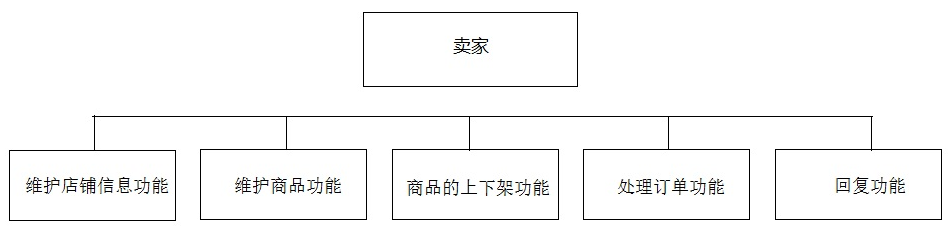 卖家
维护店铺信息功能
维护商品功能
商品的上下架功能
处理订单功能
回复功能